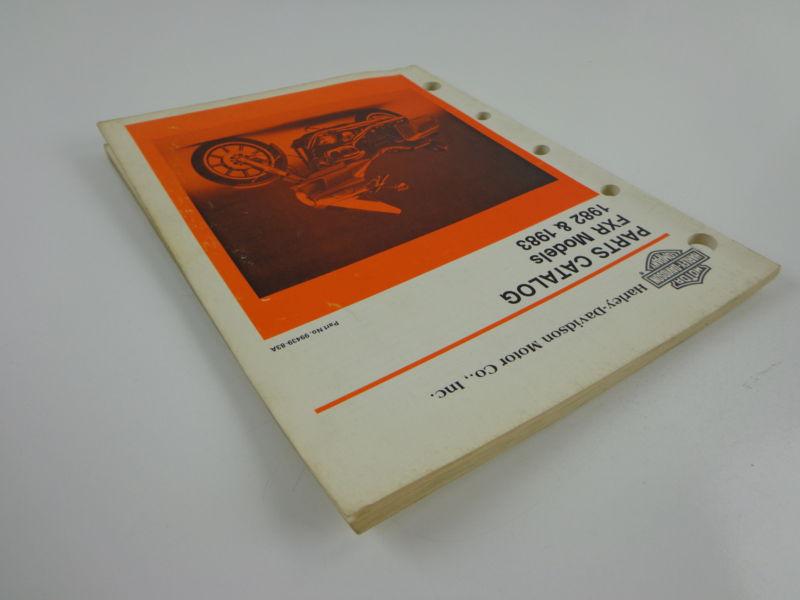 Harley-Davidson Motor Co., Inc.
PARTS CATALOG
FXR Models
1982 & 1983
Part No. 99439-83A